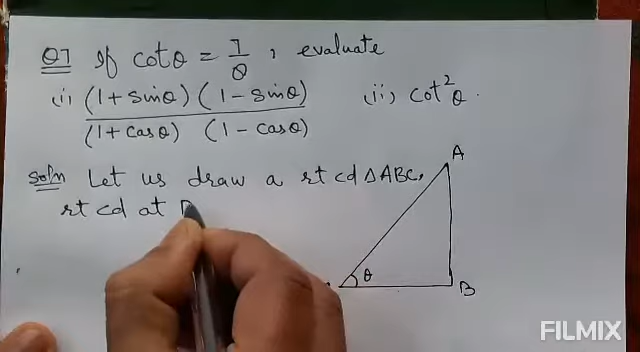 Q7 If cotθ = 7/θ , evaluate
(i) (1 + sinθ) (1 - sinθ) / (1 + cosθ) (1 - cosθ) (ii) cot²θ.
soln Let us draw a rt cd ΔABC,
rt cd at
A
θ
B
FILMIX